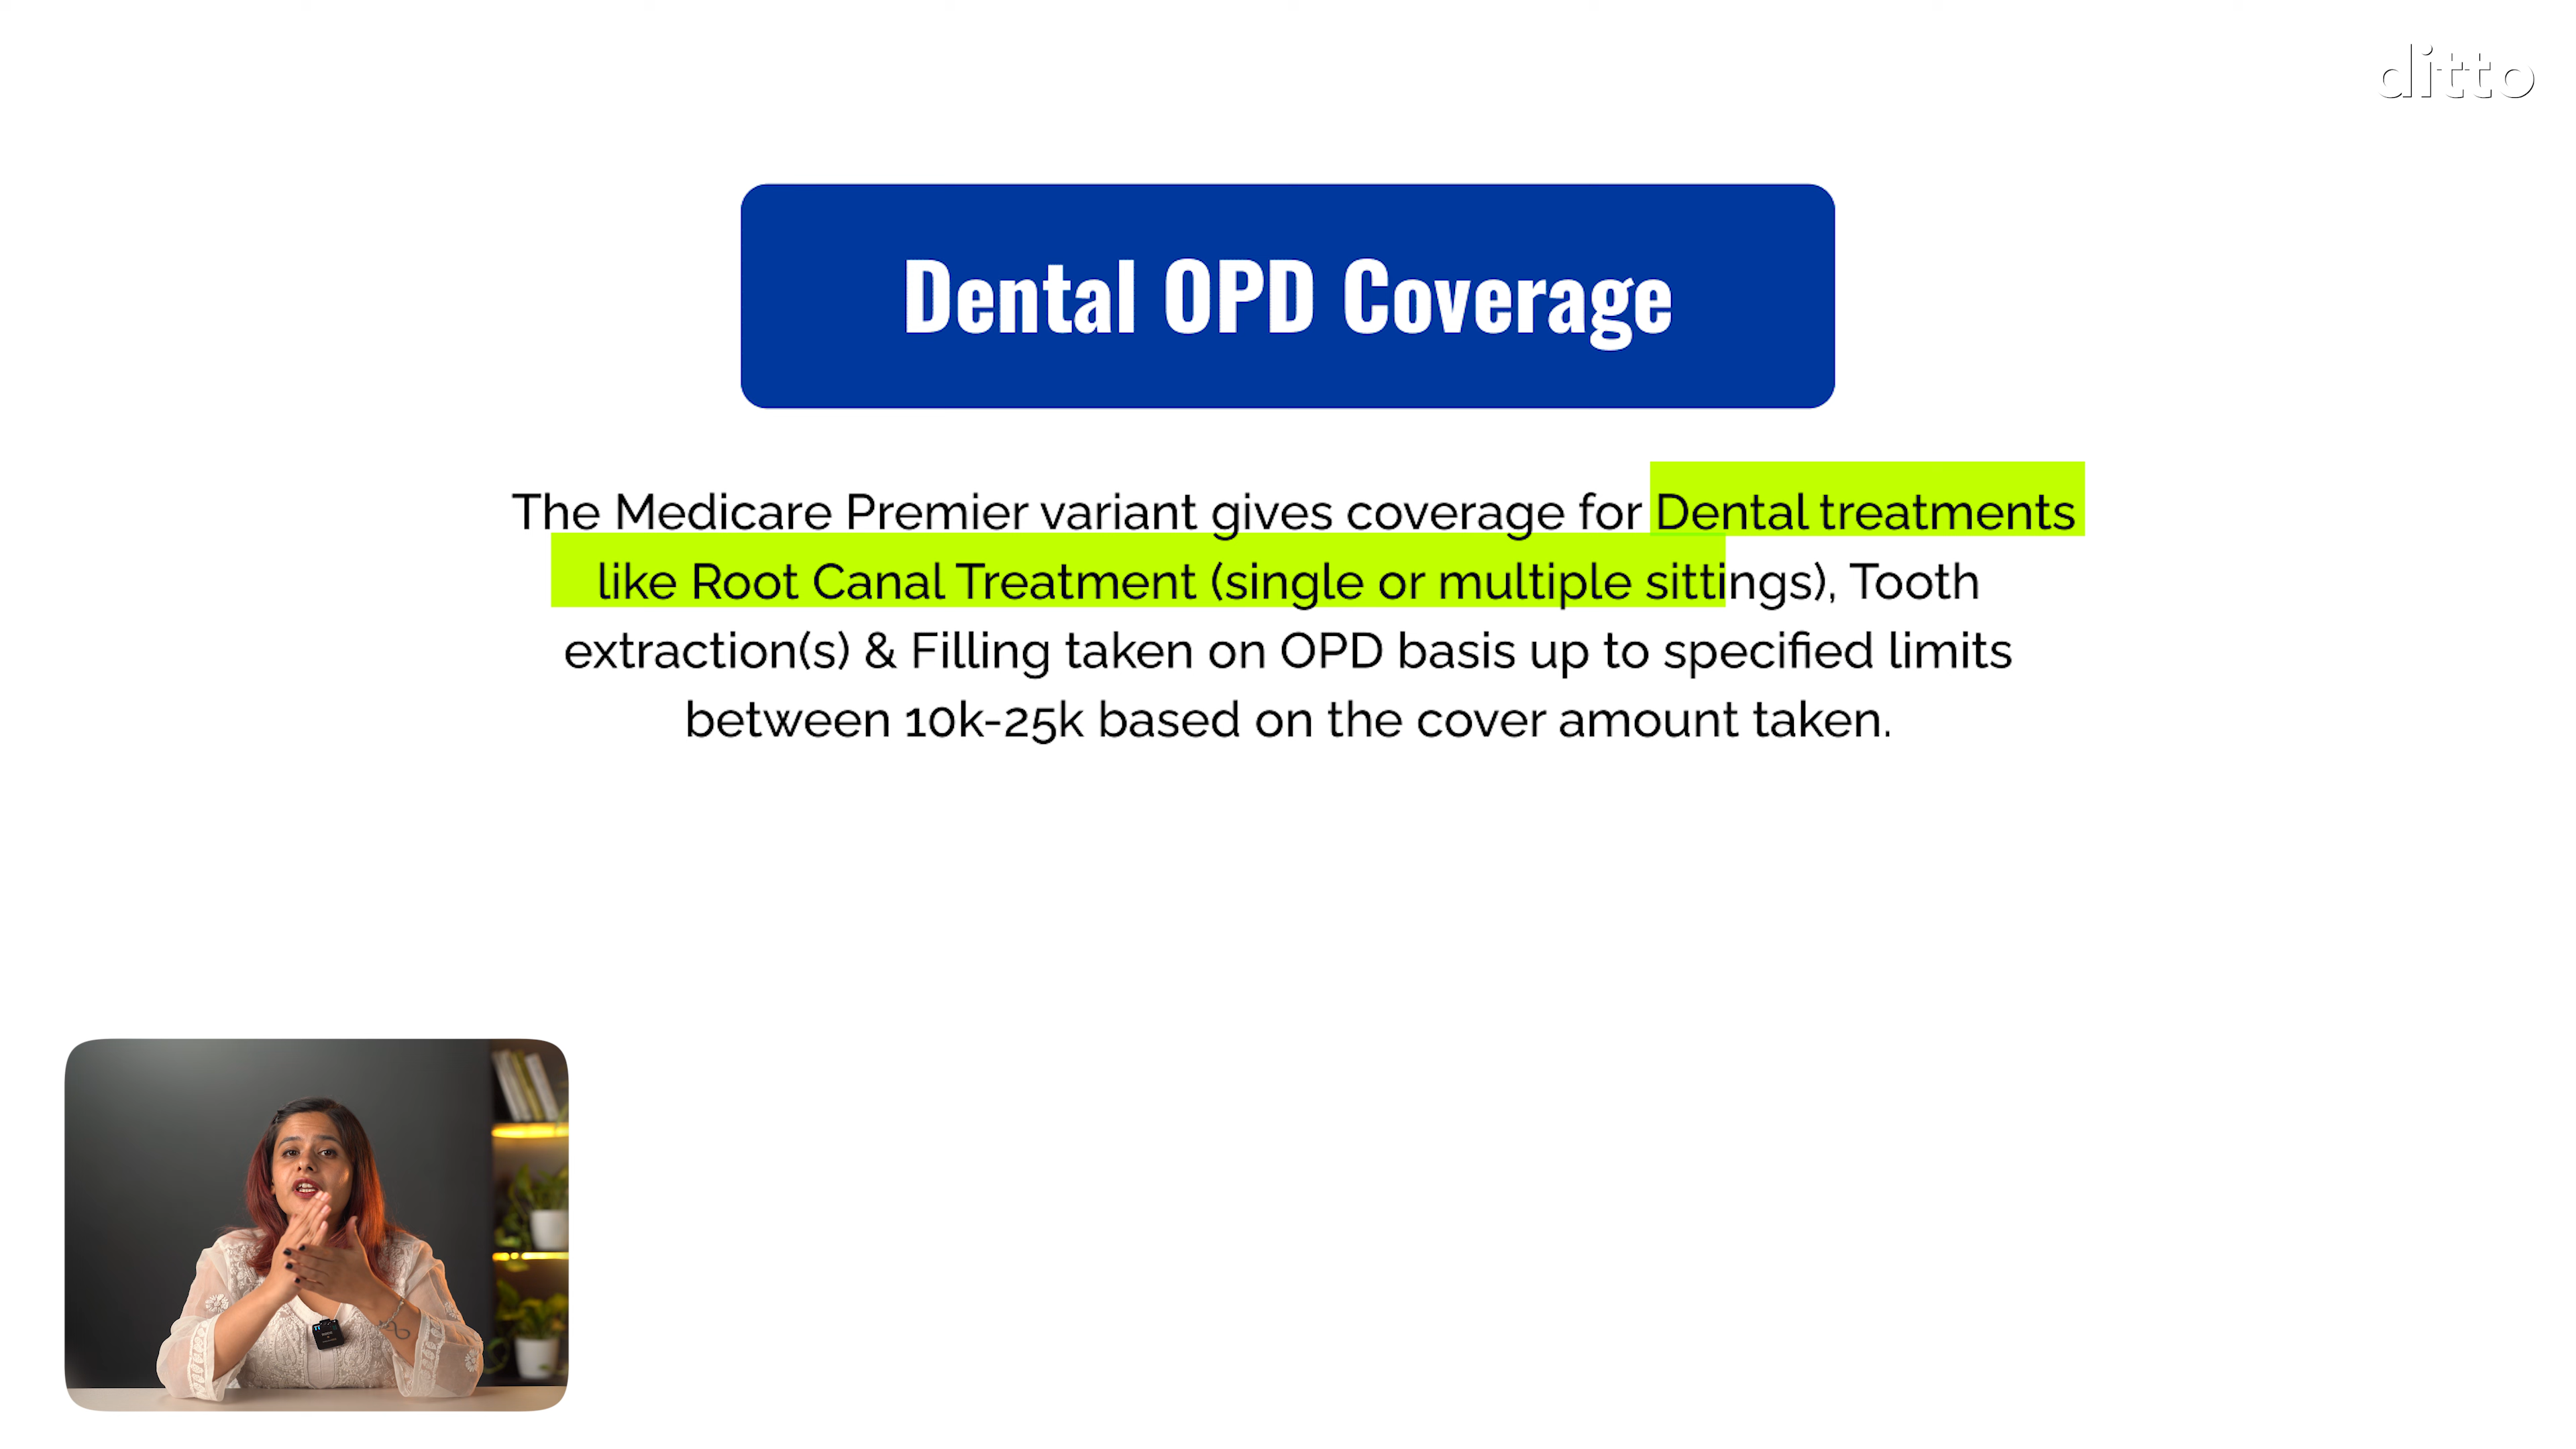 ditto
Dental OPD Coverage
The Medicare Premier variant gives coverage for Dental treatments
like Root Canal Treatment (single or multiple sittings), Tooth
extraction(s) & Filling taken on OPD basis up to specified limits
between 10k-25k based on the cover amount taken.